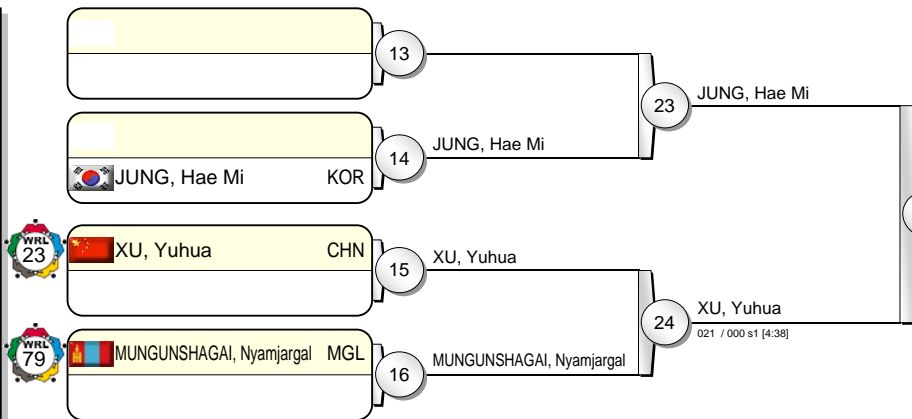 13
23
JUNG, Hae Mi
14
JUNG, Hae Mi
JUNG, Hae Mi KOR
WRL
23
XU, Yuhua CHN
15
XU, Yuhua
24
XU, Yuhua
021 / 000 s1 [4:38]
WRL
79
MUNGUNSHAGAI, Nyamjargal MGL
16
MUNGUNSHAGAI, Nyamjargal